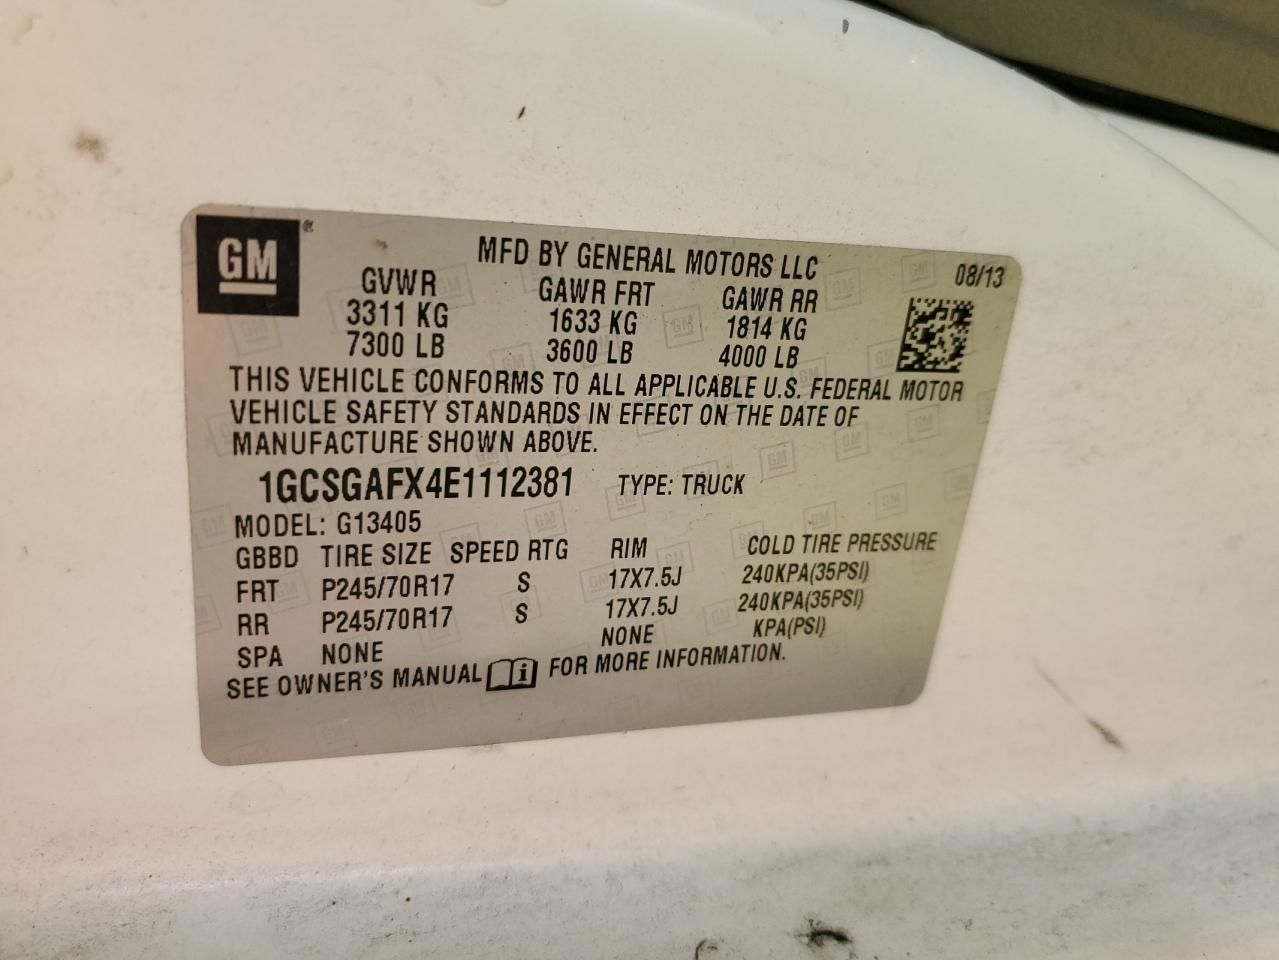 GM ®
MFD BY GENERAL MOTORS LLC 08/13
GVWR GAWR FRT GAWR RR
3311 KG 1633 KG 1814 KG
7300 LB 3600 LB 4000 LB
THIS VEHICLE CONFORMS TO ALL APPLICABLE U.S. FEDERAL MOTOR
VEHICLE SAFETY STANDARDS IN EFFECT ON THE DATE OF
MANUFACTURE SHOWN ABOVE.
1GCSGAFX4E1112381 TYPE: TRUCK
MODEL: G13405
GBBD TIRE SIZE SPEED RTG RIM COLD TIRE PRESSURE
FRT P245/70R17 S 17X7.5J 240KPA(35PSI)
RR P245/70R17 S 17X7.5J 240KPA(35PSI)
SPA NONE NONE KPA(PSI)
SEE OWNER'S MANUAL i FOR MORE INFORMATION.